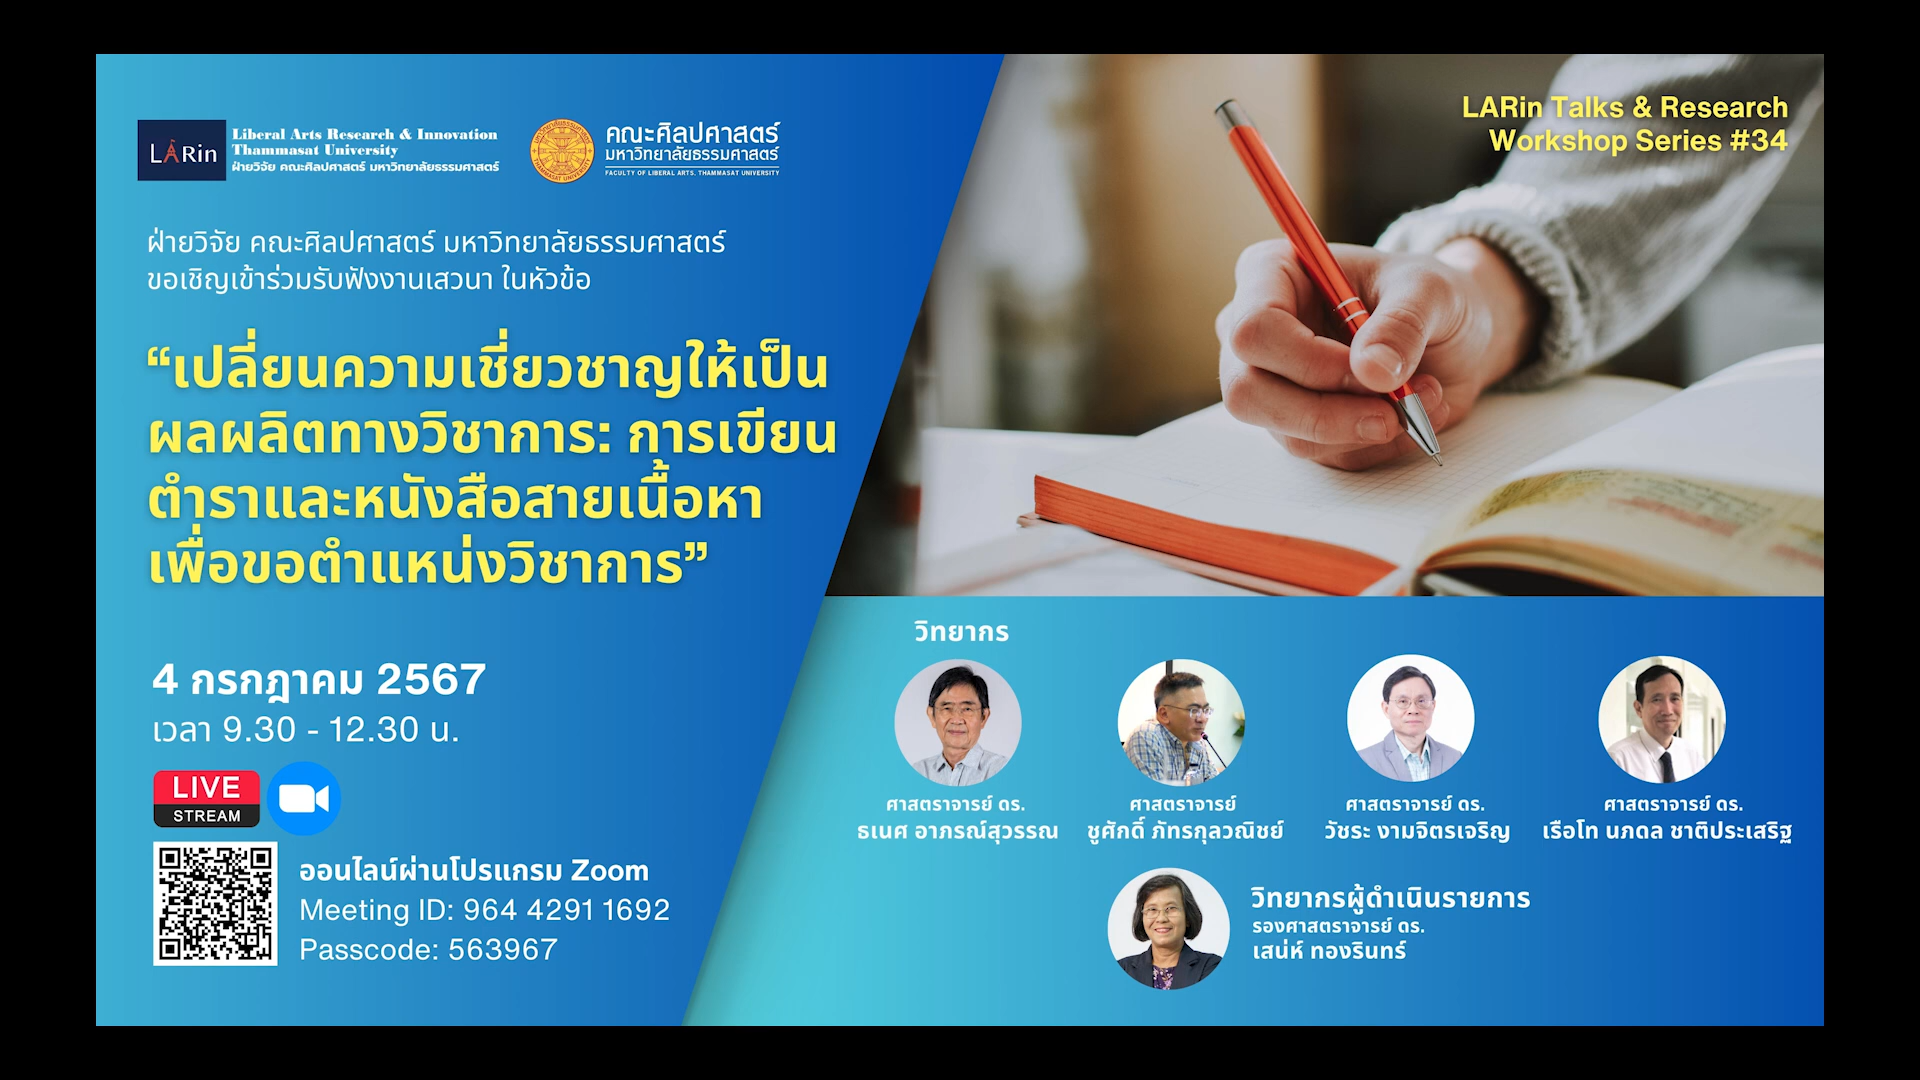 LARin
Liberal Arts Research & Innovation
Thammasat University
ฝ่ายวิจัย คณะศิลปศาสตร์ มหาวิทยาลัยธรรมศาสตร์
คณะศิลปศาสตร์
มหาวิทยาลัยธรรมศาสตร์
FACULTY OF LIBERAL ARTS, THAMMASAT UNIVERSITY
LARin Talks & Research
Workshop Series #34
ฝ่ายวิจัย คณะศิลปศาสตร์ มหาวิทยาลัยธรรมศาสตร์
ขอเชิญเข้าร่วมรับฟังงานเสวนา ในหัวข้อ
“เปลี่ยนความเชี่ยวชาญให้เป็น
ผลผลิตทางวิชาการ: การเขียน
ตำราและหนังสือสายเนื้อหา
เพื่อขอตำแหน่งวิชาการ”
4 กรกฎาคม 2567
เวลา 9.30 - 12.30 น.
LIVE
STREAM
ออนไลน์ผ่านโปรแกรม Zoom
Meeting ID: 964 4291 1692
Passcode: 563967
วิทยากร
ศาสตราจารย์ ดร.
ธเนศ อาภรณ์สุวรรณ
ศาสตราจารย์
ชูศักดิ์ ภัทรกุลวณิชย์
ศาสตราจารย์ ดร.
วัชระ งามจิตรเจริญ
ศาสตราจารย์ ดร.
เรือโท นภดล ชาติประเสริฐ
วิทยากรผู้ดำเนินรายการ
รองศาสตราจารย์ ดร.
เสน่ห์ ทองรินทร์